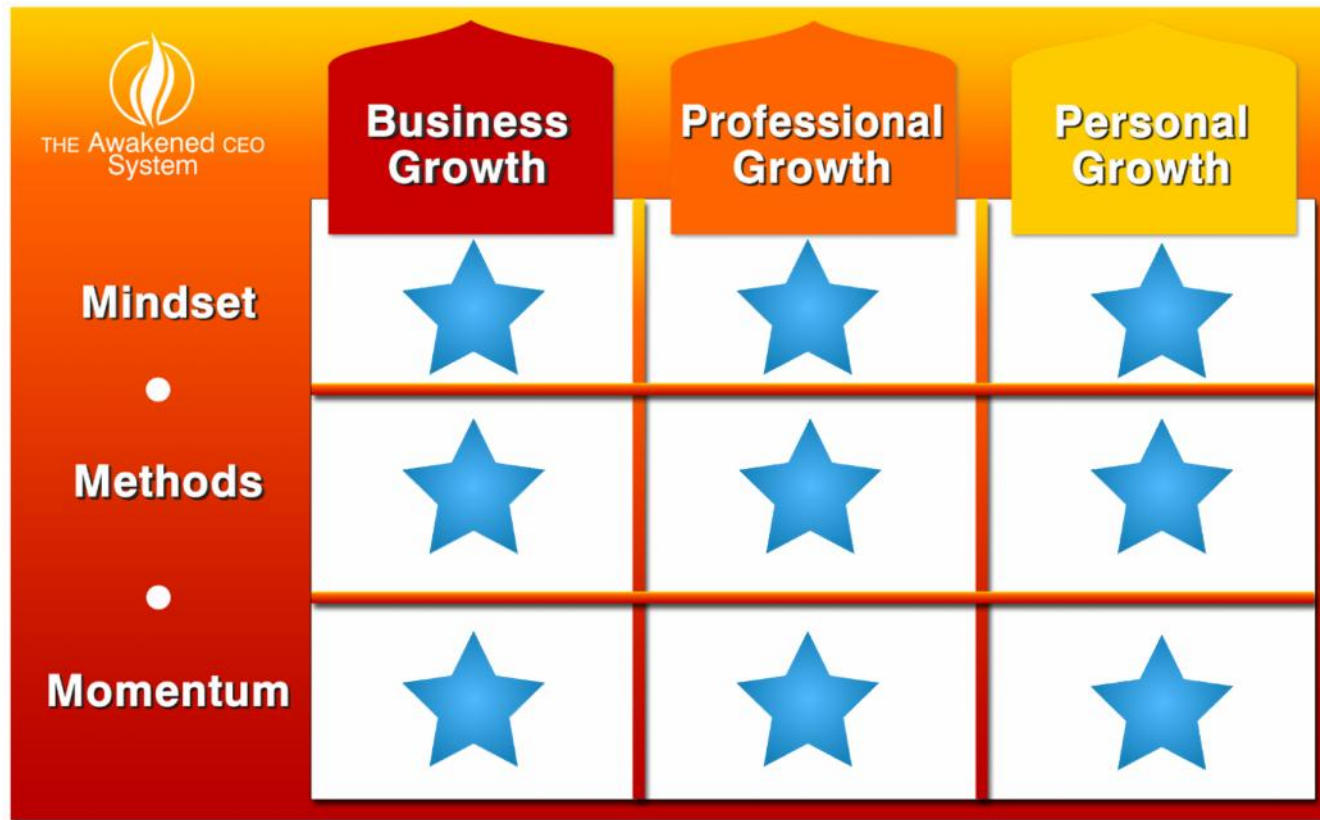 THE Awakened CEO
System
Business
Growth
Professional
Growth
Personal
Growth
Mindset
Methods
Momentum